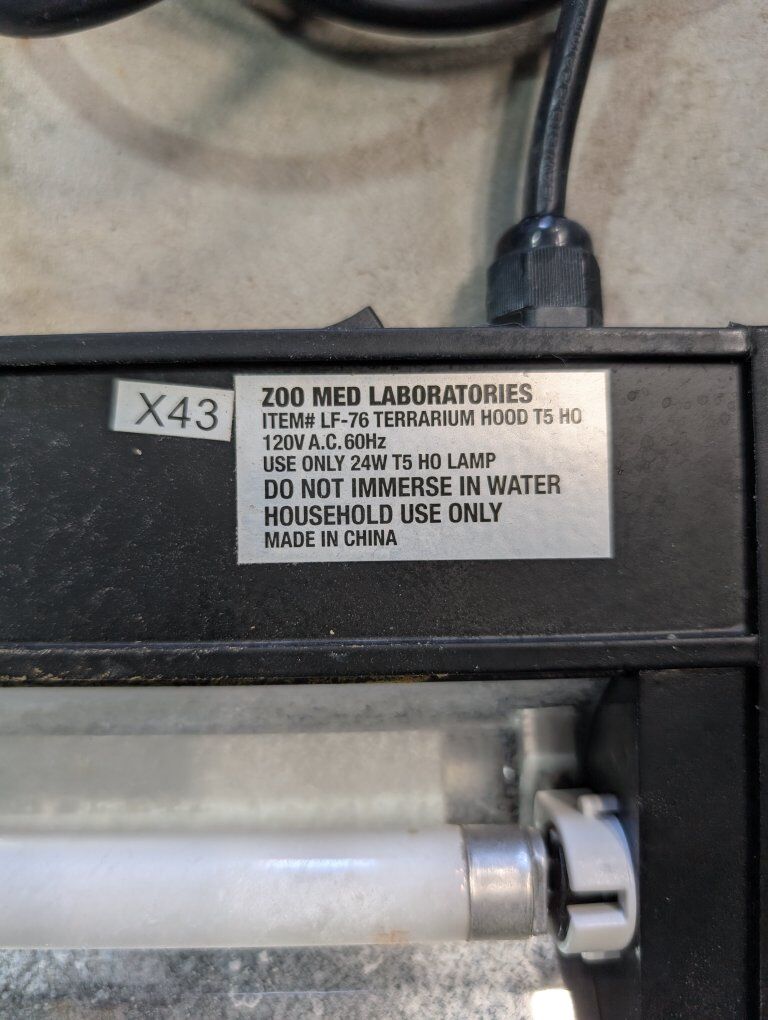 X43
ZOO MED LABORATORIES
ITEM# LF-76 TERRARIUM HOOD T5 HO
120V A.C. 60Hz
USE ONLY 24W T5 HO LAMP
DO NOT IMMERSE IN WATER
HOUSEHOLD USE ONLY
MADE IN CHINA